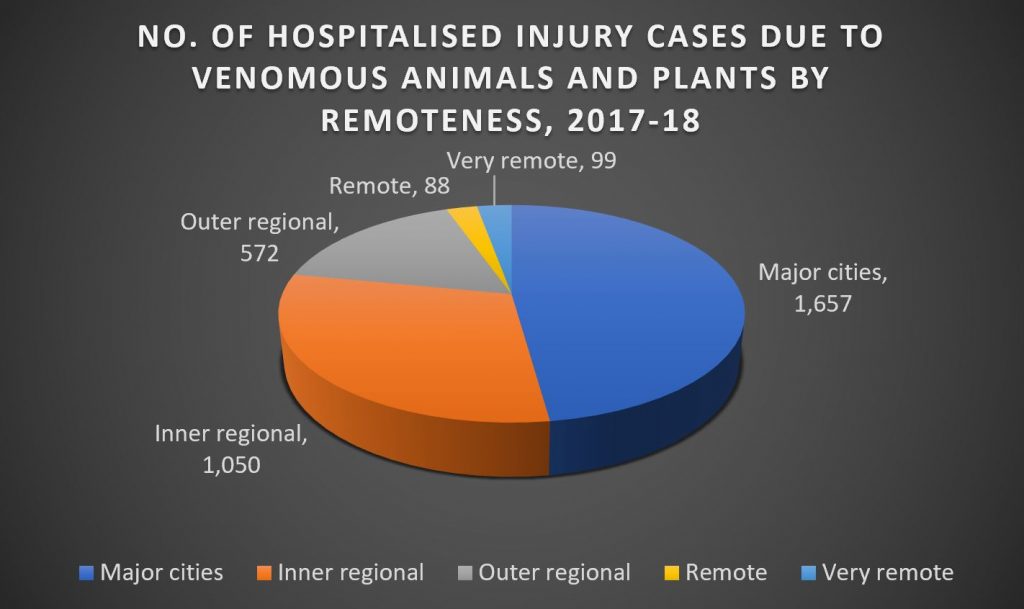 NO. OF HOSPITALISED INJURY CASES DUE TO
VENOMOUS ANIMALS AND PLANTS BY
REMOTENESS, 2017-18
Very remote, 99
Remote, 88
Outer regional,
572
Major cities,
1,657
Inner regional,
1,050
Major cities Inner regional Outer regional Remote Very remote